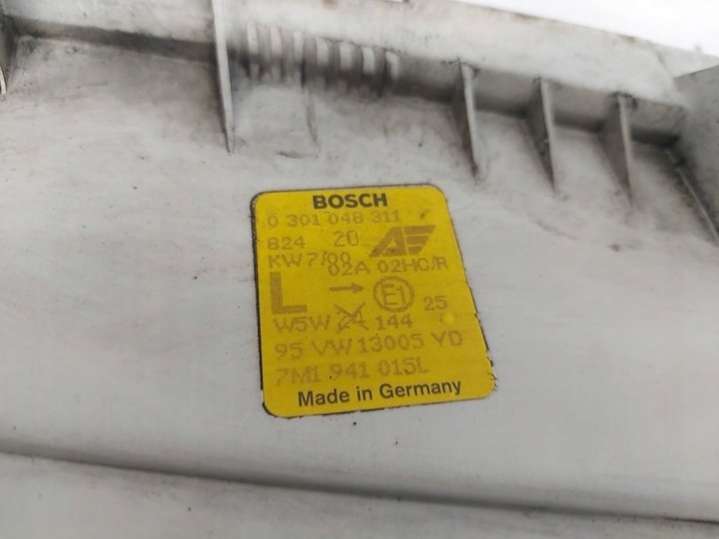 BOSCH
0 301 048 311
824 20
KW7/00 02A 02HC/R
L → E1 25
W5W 24 144
95 VW 13005 YD
7M1 941 015L
Made in Germany